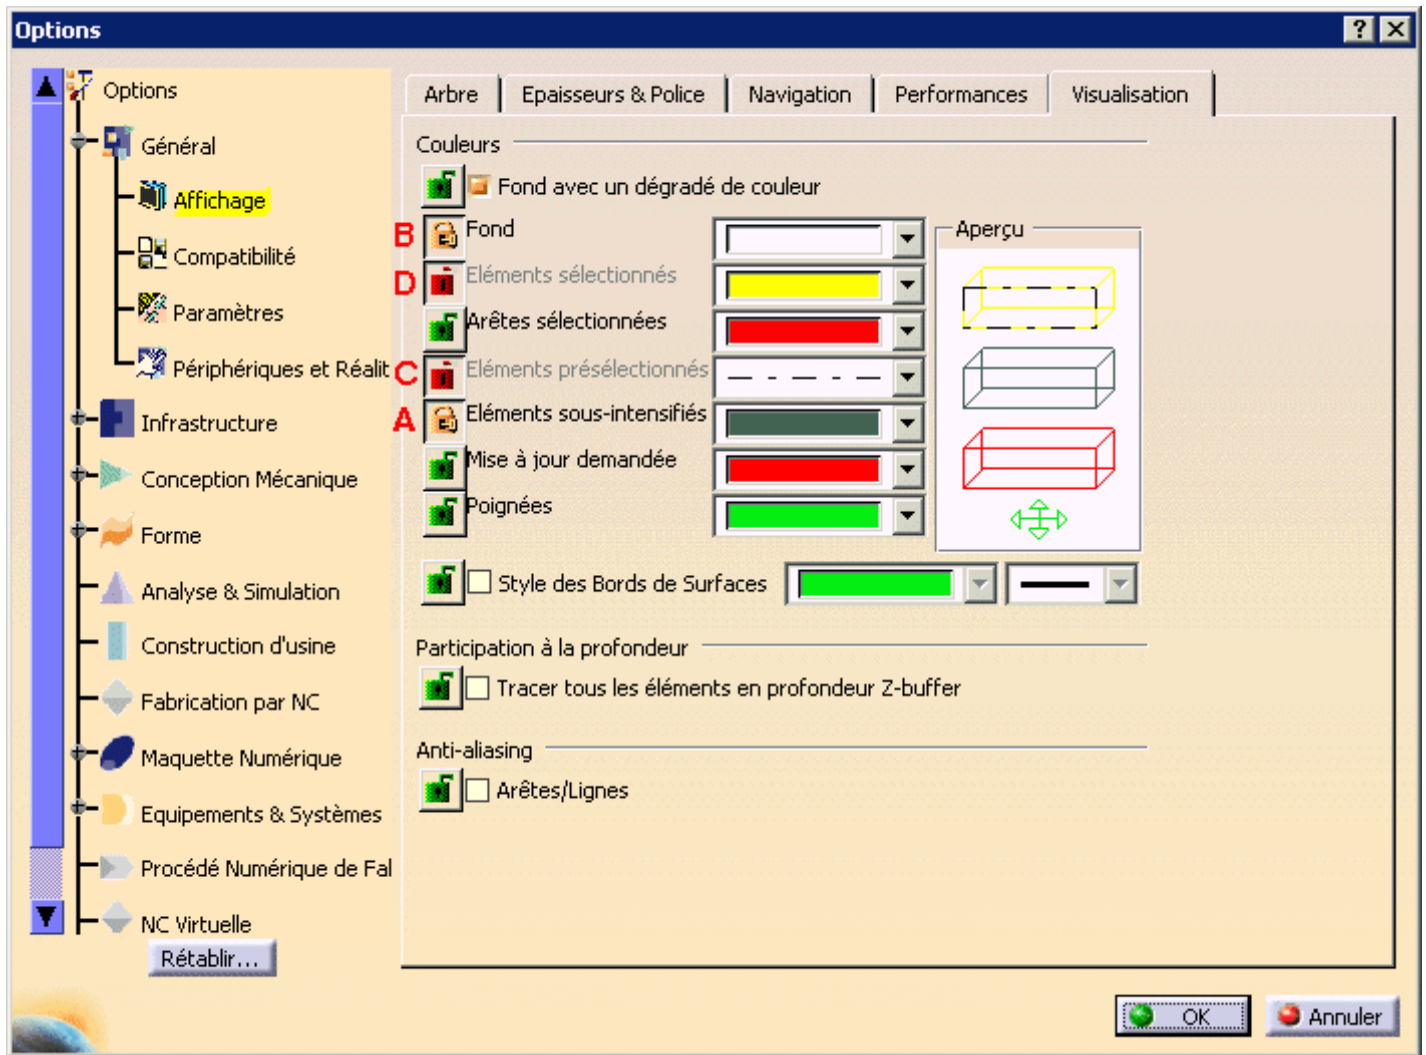 Options
Options
Général
Affichage
Compatibilité
Paramètres
Périphériques et Réalit
Infrastructure
Conception Mécanique
Forme
Analyse & Simulation
Construction d'usine
Fabrication par NC
Maquette Numérique
Equipements & Systèmes
Procédé Numérique de Fal
NC Virtuelle
Rétablir...
Arbre
Epaisseurs & Police
Navigation
Performances
Visualisation
Couleurs
Fond avec un dégradé de couleur
B Fond
D Eléments sélectionnés
Arêtes sélectionnées
C Eléments présélectionnés
A Eléments sous-intensifiés
Mise à jour demandée
Poignées
Aperçu
Style des Bords de Surfaces
Participation à la profondeur
Tracer tous les éléments en profondeur Z-buffer
Anti-aliasing
Arêtes/Lignes
OK
Annuler